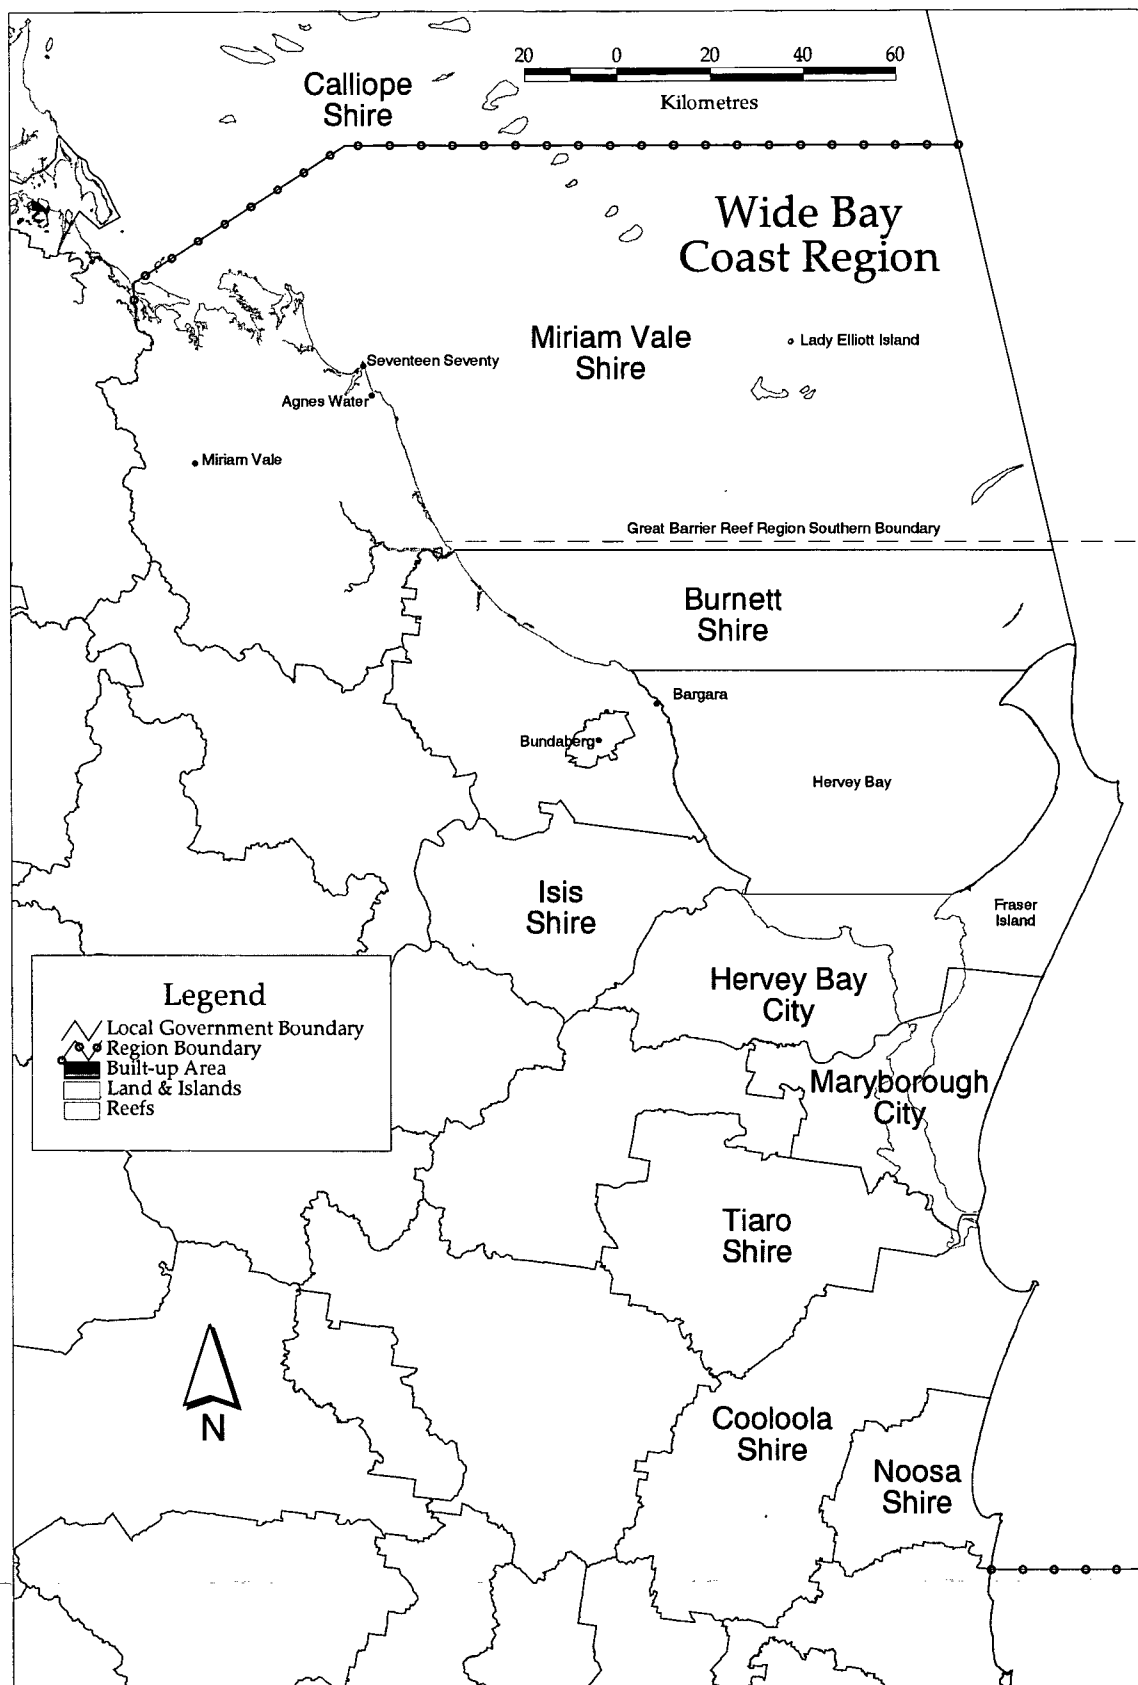 20 0 20 40 60
Kilometres
Calliope
Shire
Wide Bay
Coast Region
Miriam Vale
Shire
Lady Elliott Island
Seventeen Seventy
Agnes Water
Miriam Vale
Great Barrier Reef Region Southern Boundary
Burnett
Shire
Bargara
Bundaberg
Hervey Bay
Isis
Shire
Fraser
Island
Hervey Bay
City
Legend
Local Government Boundary
Region Boundary
Built-up Area
Land & Islands
Reefs
Maryborough
City
Tiaro
Shire
Cooloola
Shire
N
Noosa
Shire